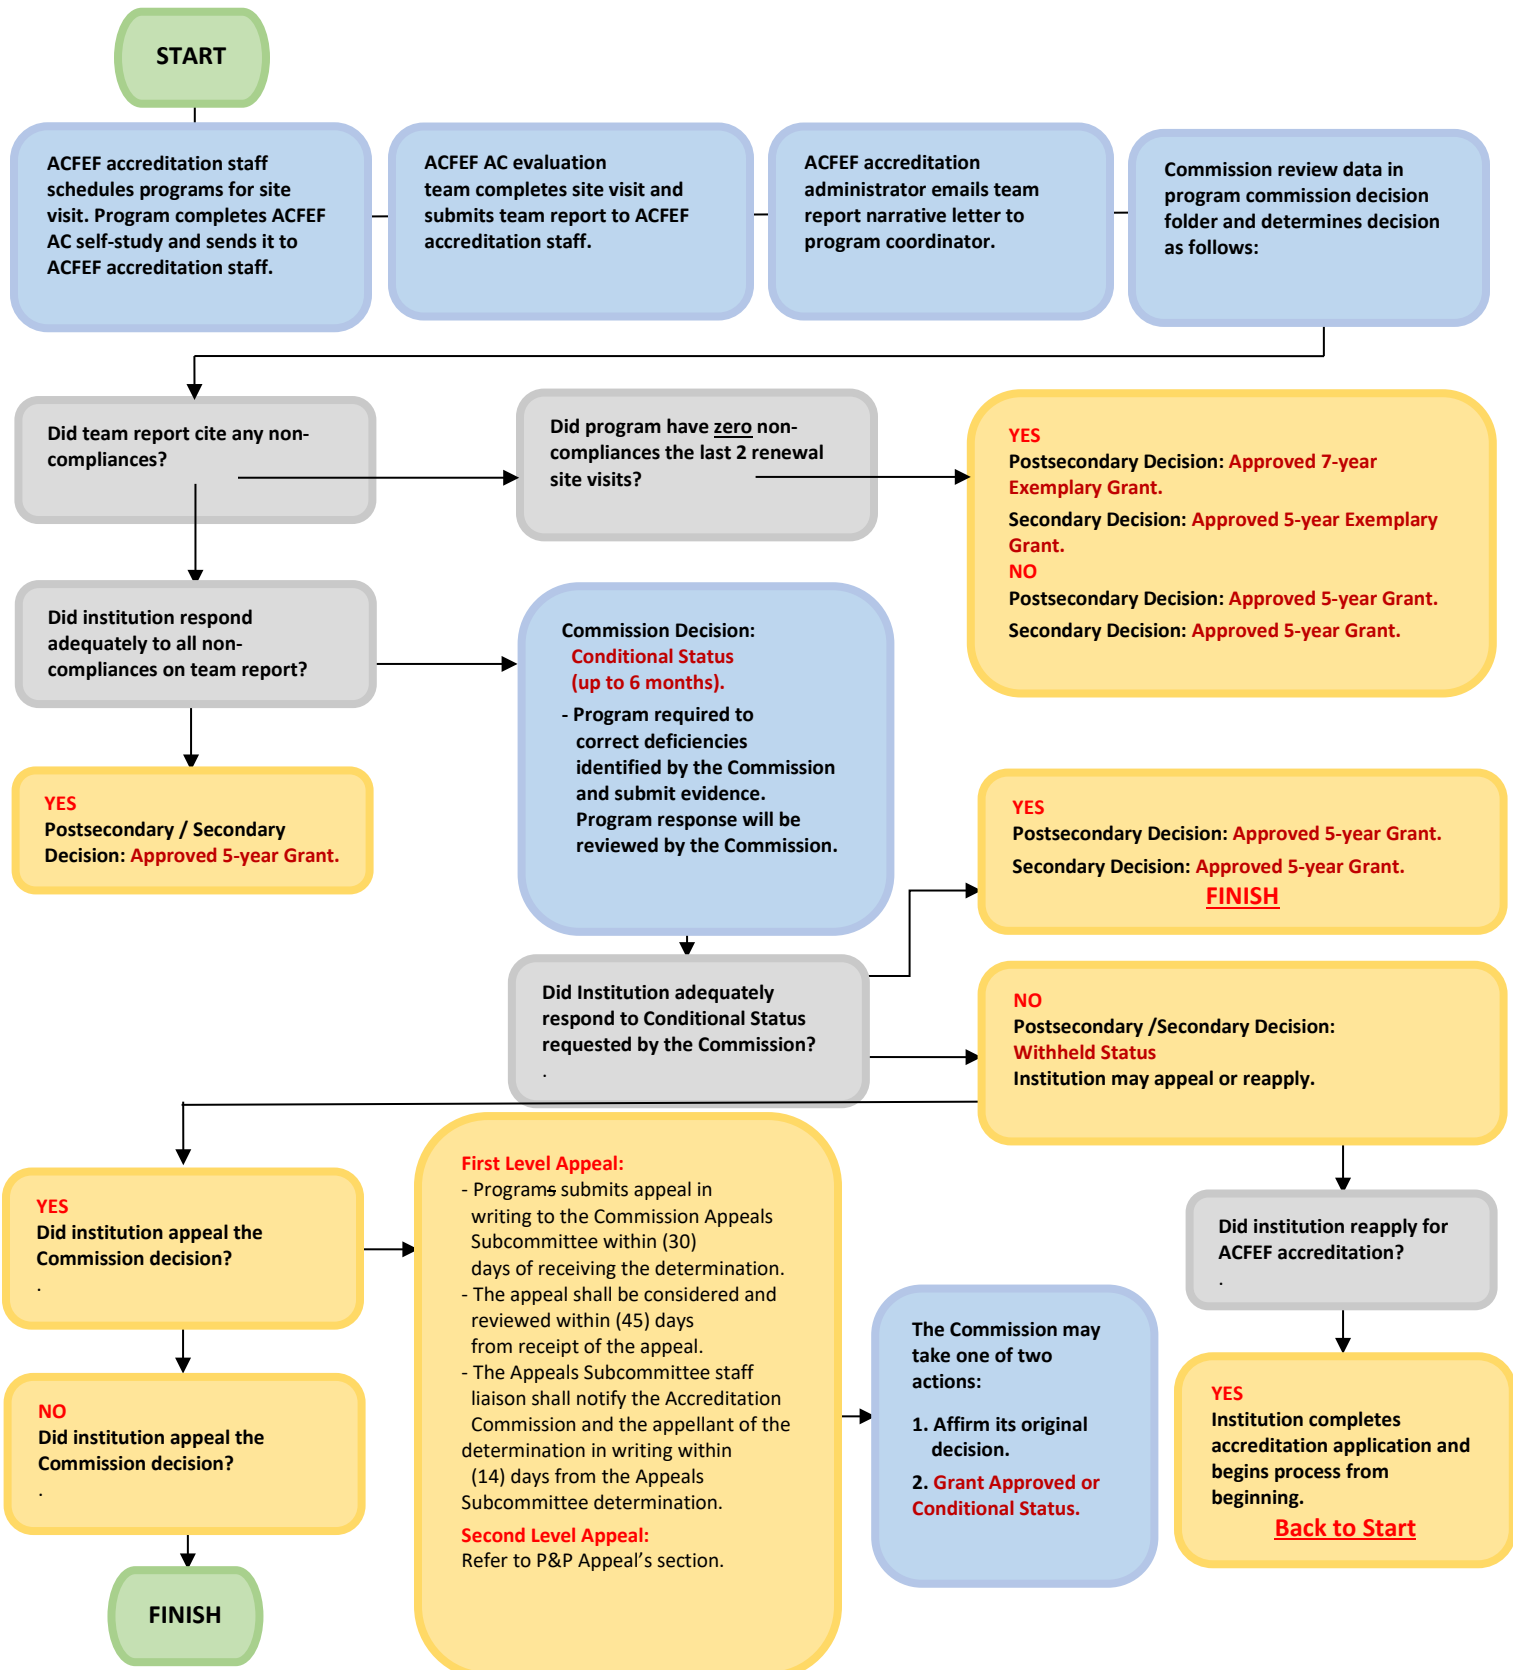 START
ACFEF accreditation staff
schedules programs for site
visit. Program completes ACFEF
AC self-study and sends it to
ACFEF accreditation staff.
ACFEF AC evaluation
team completes site visit and
submits team report to ACFEF
accreditation staff.
ACFEF accreditation
administrator emails team
report narrative letter to
program coordinator.
Commission review data in
program commission decision
folder and determines decision
as follows:
Did team report cite any non-
compliances?
Did program have zero non-
compliances the last 2 renewal
site visits?
YES
Postsecondary Decision: Approved 7-year
Exemplary Grant.
Secondary Decision: Approved 5-year Exemplary
Grant.
NO
Postsecondary Decision: Approved 5-year Grant.
Secondary Decision: Approved 5-year Grant.
Did institution respond
adequately to all non-
compliances on team report?
Commission Decision:
Conditional Status
(up to 6 months).
- Program required to
correct deficiencies
identified by the Commission
and submit evidence.
Program response will be
reviewed by the Commission.
YES
Postsecondary / Secondary
Decision: Approved 5-year Grant.
YES
Postsecondary Decision: Approved 5-year Grant.
Secondary Decision: Approved 5-year Grant.
FINISH
Did Institution adequately
respond to Conditional Status
requested by the Commission?
.
NO
Postsecondary /Secondary Decision:
Withheld Status
Institution may appeal or reapply.
YES
Did institution appeal the
Commission decision?
.
First Level Appeal:
- Programs submits appeal in
writing to the Commission Appeals
Subcommittee within (30)
days of receiving the determination.
- The appeal shall be considered and
reviewed within (45) days
from receipt of the appeal.
- The Appeals Subcommittee staff
liaison shall notify the Accreditation
Commission and the appellant of the
determination in writing within
(14) days from the Appeals
Subcommittee determination.
Second Level Appeal:
Refer to P&P Appeal’s section.
Did institution reapply for
ACFEF accreditation?
.
The Commission may
take one of two
actions:
1. Affirm its original
decision.
2. Grant Approved or
Conditional Status.
NO
Did institution appeal the
Commission decision?
.
YES
Institution completes
accreditation application and
begins process from
beginning.
Back to Start
FINISH